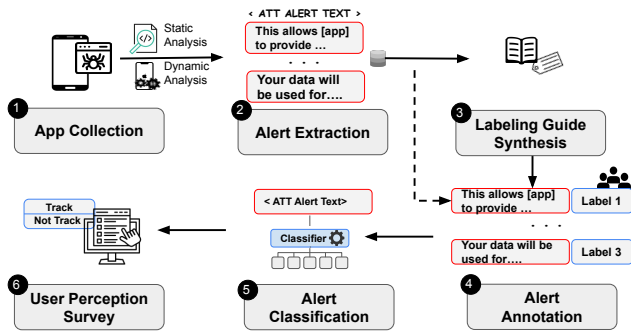 Static
Analysis
Dynamic
Analysis
1
App Collection
< ATT ALERT TEXT >
This allows [app]
to provide ...
. . .
Your data will
be used for....
2
Alert Extraction
3
Labeling Guide
Synthesis
This allows [app]
to provide ...
Label 1
. . .
Your data will be
used for....
Label 3
4
Alert
Annotation
< ATT Alert Text>
Classifier
5
Alert
Classification
Track
Not Track
6
User Perception
Survey